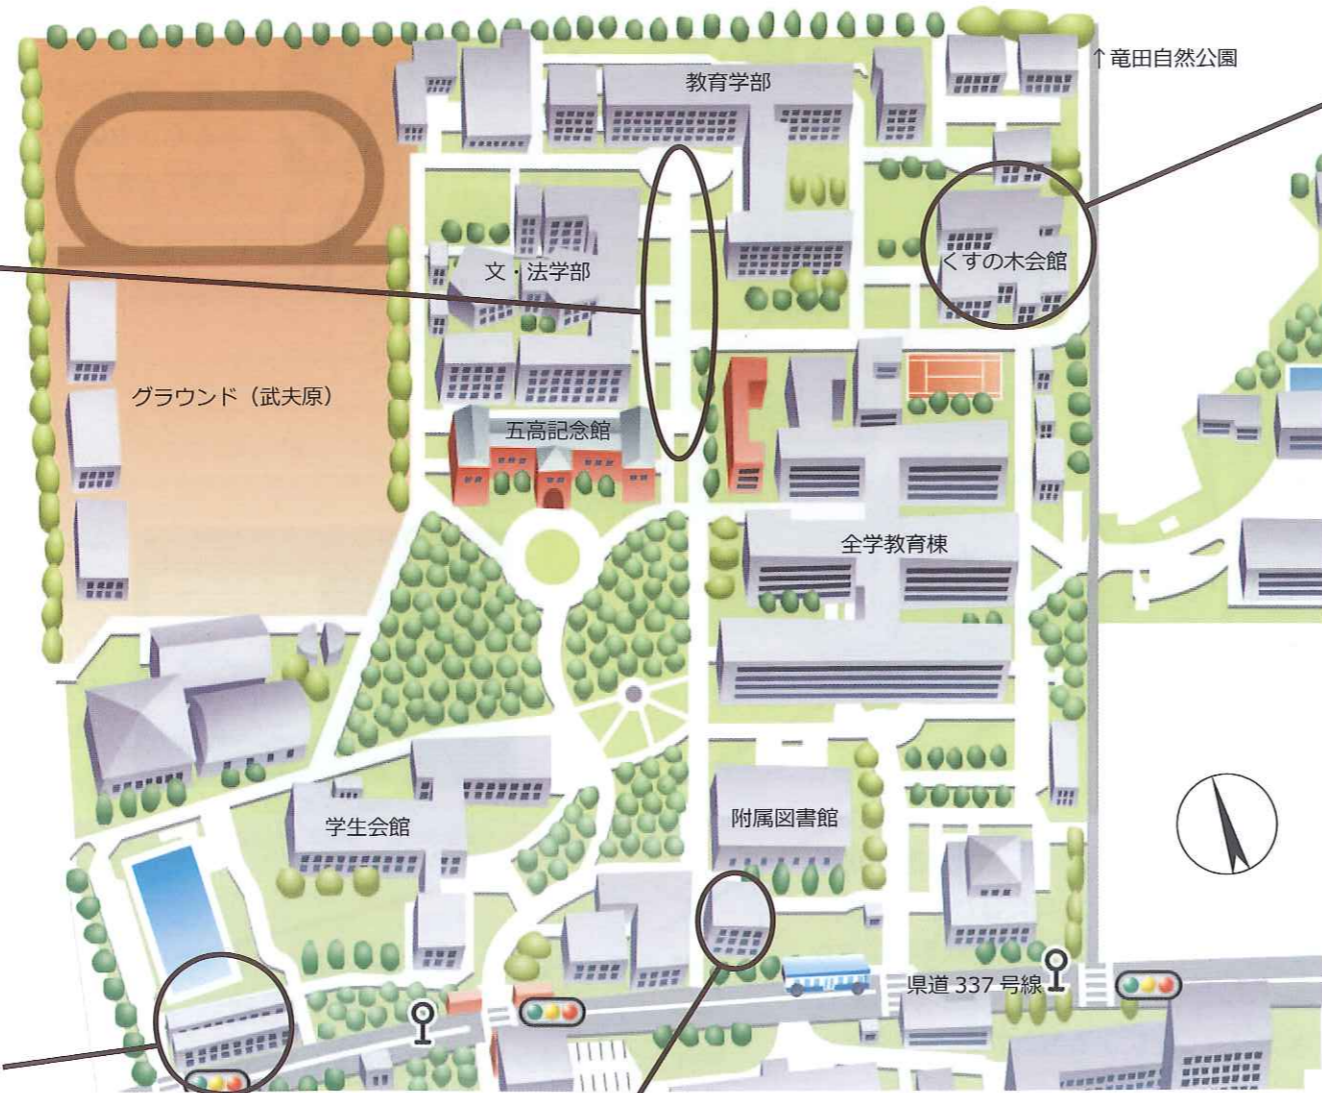 ↑竜田自然公園
教育学部
くすの木会館
文・法学部
グラウンド（武夫原）
五高記念館
全学教育棟
附属図書館
学生会館
県道 337 号線